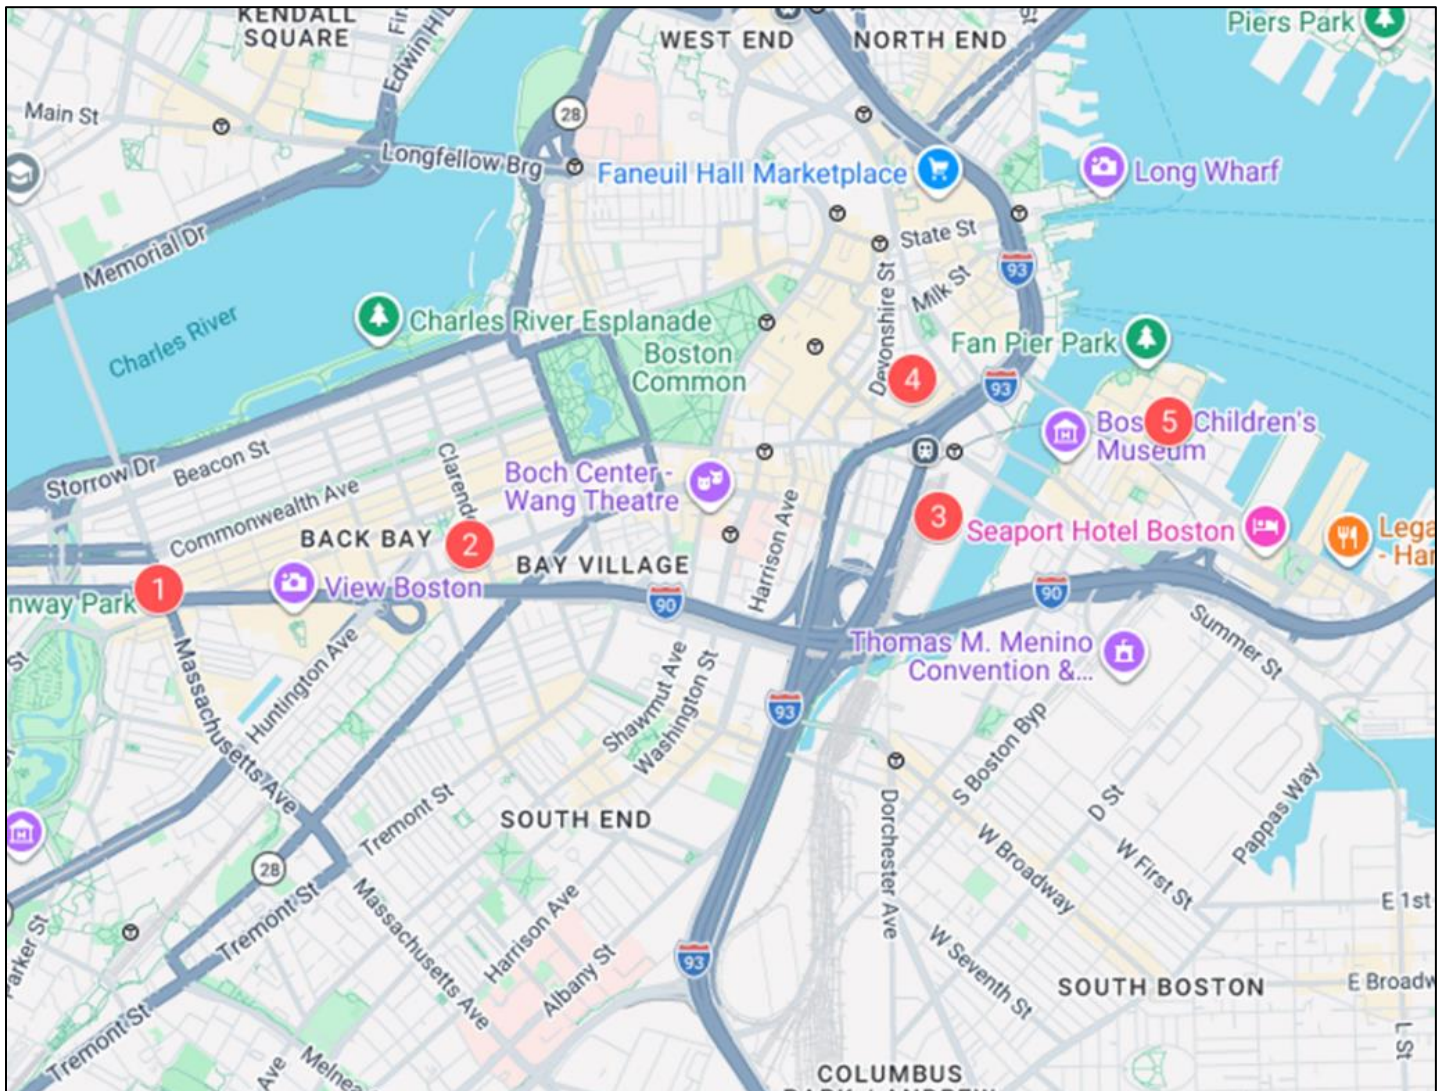 KENDALL
SQUARE
Edwin
WEST END
NORTH END
Piers Park
Main St
28
Longfellow Brg
Faneuil Hall Marketplace
Long Wharf
Memorial Dr
State St
93
Milk St
Devonshire St
Charles River
Charles River Esplanade
Boston
Common
Fan Pier Park
4
93
5
Children's
Museum
Storrow Dr
Beacon St
Commonwealth Ave
Boch Center -
Wang Theatre
Harrison Ave
3
Seaport Hotel Boston
BACK BAY
2
BAY VILLAGE
1
View Boston
90
90
Thomas M. Menino
Convention &...
Summer St
St
Massachusetts Ave
Huntington Ave
Shawmut Ave
Washington St
93
S Boston Byp
D St
Pappas Way
Tremont St
SOUTH END
Dorchester Ave
W Broadway
W First St
28
Tremont St
Massachusetts Ave
Harrison Ave
Albany St
93
W Seventh St
E 1st
SOUTH BOSTON
Tremont St
Ave
L St
COLUMBUS